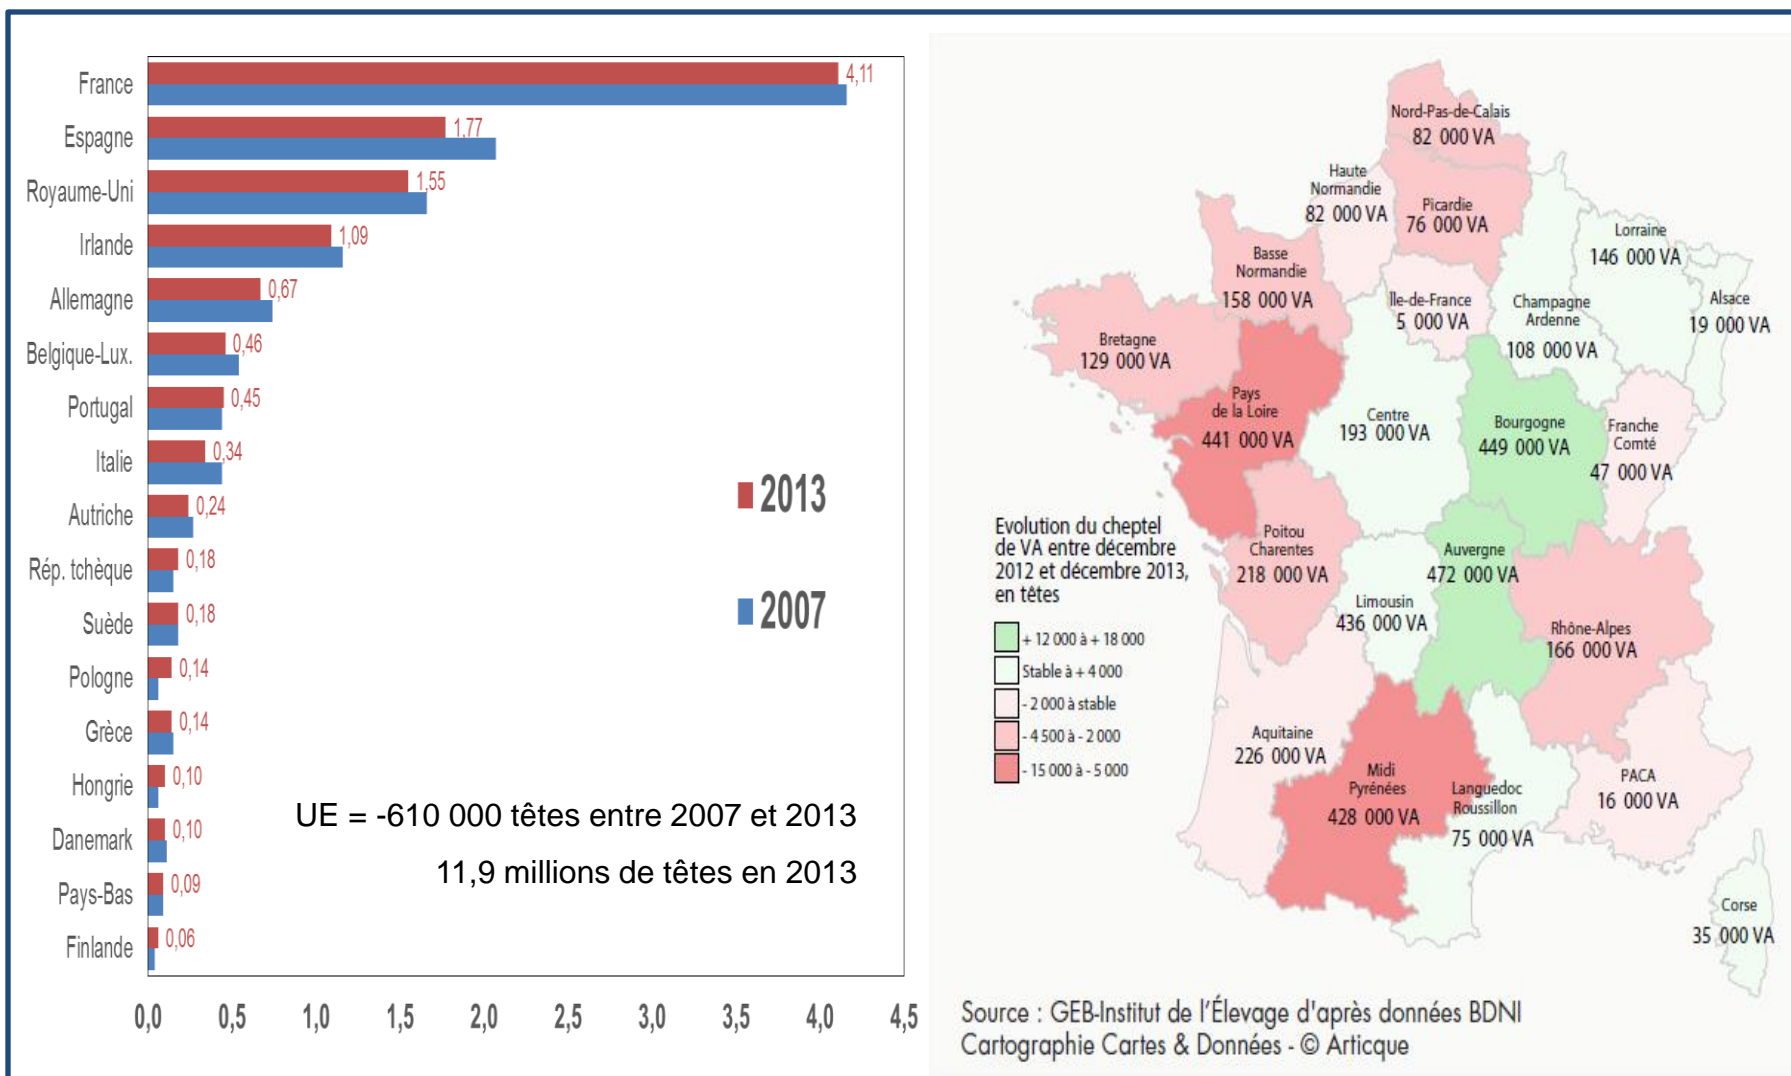 France
4,11
Espagne
1,77
Royaume-Uni
1,55
Irlande
1,09
Allemagne
0,67
Belgique-Lux.
0,46
Portugal
0,45
Italie
0,34
Autriche
0,24
Rép. tchèque
0,18
Suède
0,18
Pologne
0,14
Grèce
0,14
Hongrie
0,10
Danemark
0,10
Pays-Bas
0,09
Finlande
0,06
0,0 0,5 1,0 1,5 2,0 2,5 3,0 3,5 4,0 4,5
2013
2007
UE = -610 000 têtes entre 2007 et 2013
11,9 millions de têtes en 2013
Nord-Pas-de-Calais
82 000 VA
Haute
Normandie
82 000 VA
Picardie
76 000 VA
Lorraine
146 000 VA
Basse
Normandie
158 000 VA
Ile-de-France
5 000 VA
Champagne
Ardenne
108 000 VA
Alsace
19 000 VA
Bretagne
129 000 VA
Pays
de la Loire
441 000 VA
Centre
193 000 VA
Bourgogne
449 000 VA
Franche
Comté
47 000 VA
Poitou
Charentes
218 000 VA
Auvergne
472 000 VA
Limousin
436 000 VA
Rhône-Alpes
166 000 VA
Aquitaine
226 000 VA
Midi
Pyrénées
428 000 VA
Languedoc
Roussillon
75 000 VA
PACA
16 000 VA
Corse
35 000 VA
Evolution du cheptel
de VA entre décembre
2012 et décembre 2013,
en têtes
+ 12 000 à + 18 000
Stable à + 4 000
- 2 000 à stable
- 4 500 à - 2 000
- 15 000 à - 5 000
Source : GEB-Institut de l'Élevage d'après données BDNI
Cartographie Cartes & Données - © Articque